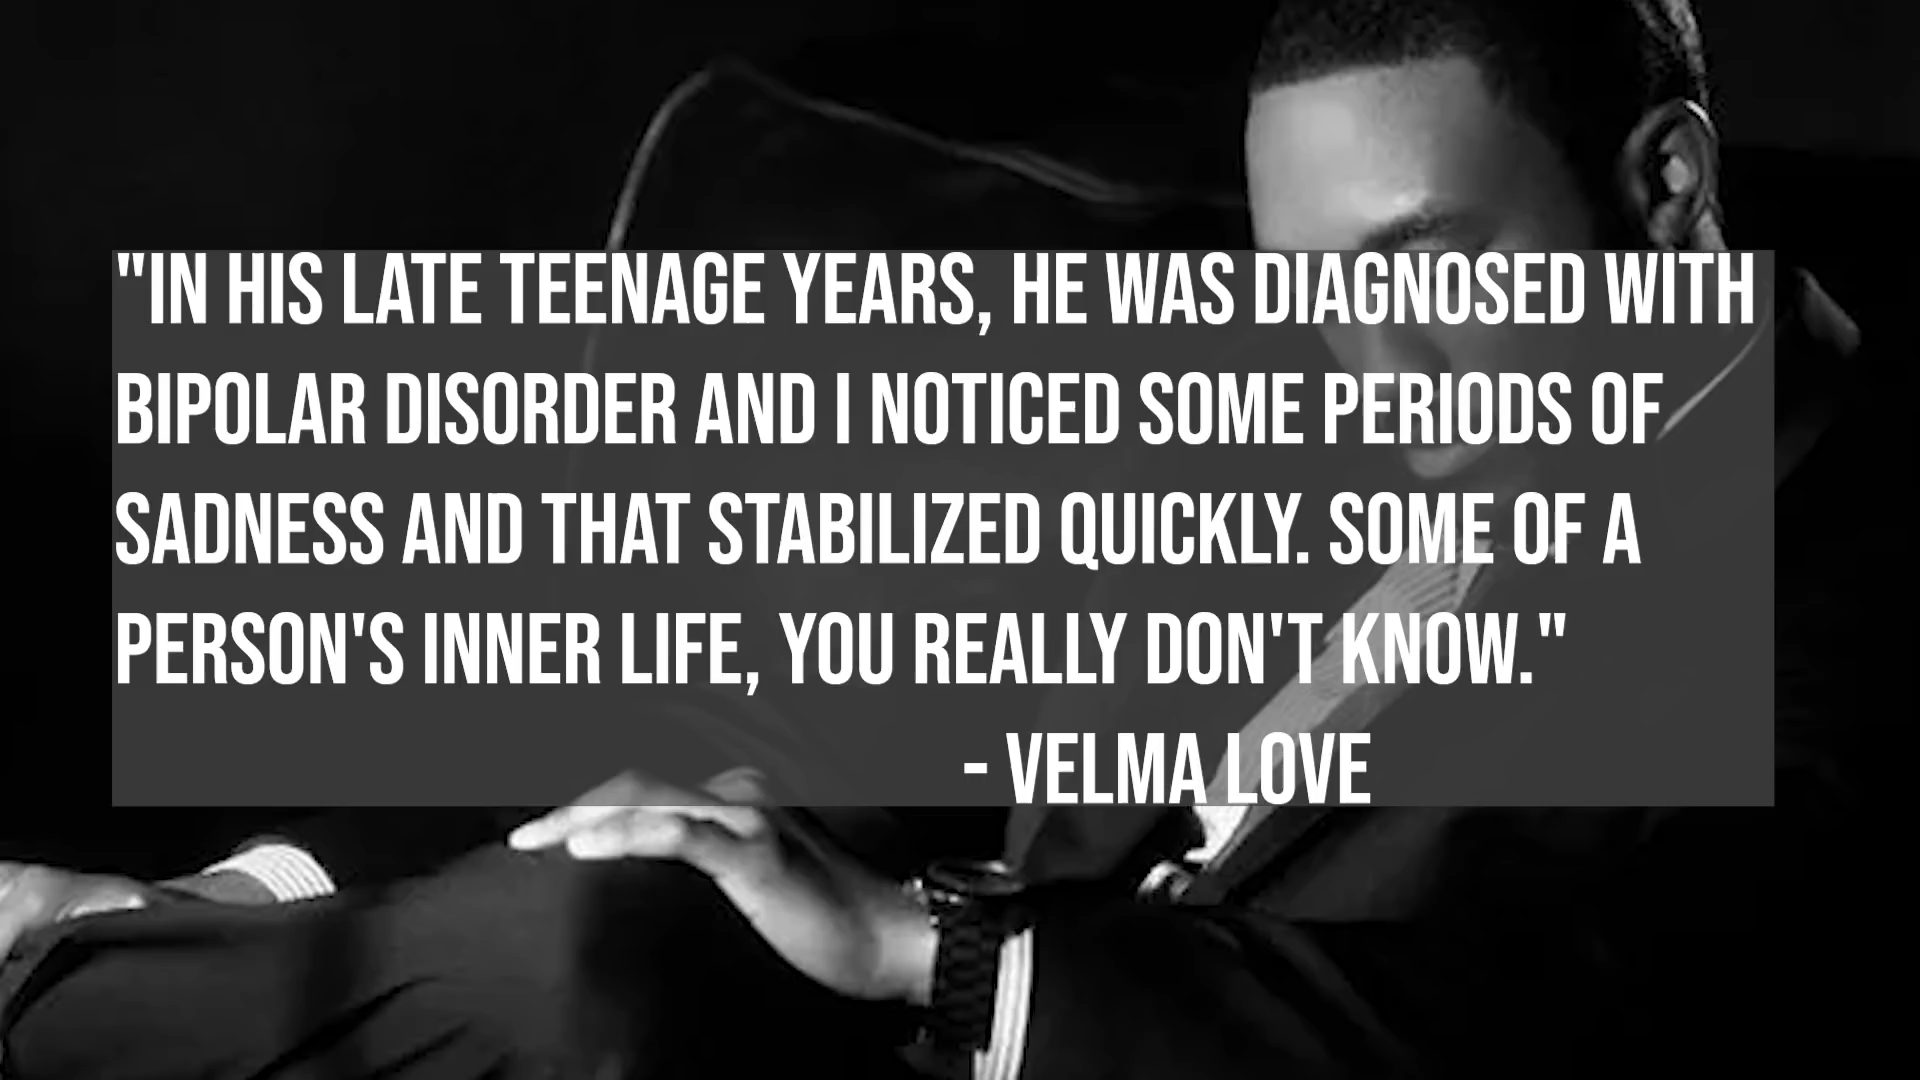 "IN HIS LATE TEENAGE YEARS, HE WAS DIAGNOSED WITH
BIPOLAR DISORDER AND I NOTICED SOME PERIODS OF
SADNESS AND THAT STABILIZED QUICKLY. SOME OF A
PERSON'S INNER LIFE, YOU REALLY DON'T KNOW."
- VELMA LOVE